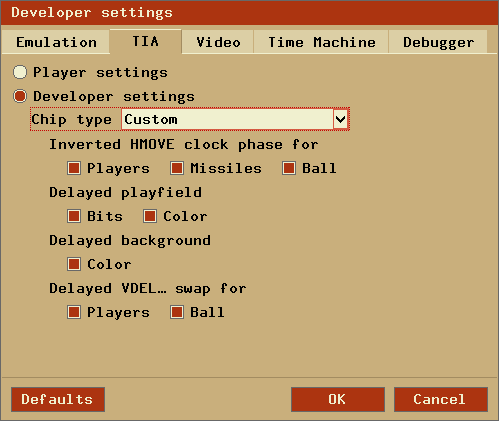 Developer settings
Emulation TIA Video Time Machine Debugger
Player settings
Developer settings
Chip type Custom
Inverted HMOVE clock phase for
Players Missiles Ball
Delayed playfield
Bits Color
Delayed background
Color
Delayed VDEL… swap for
Players Ball
Defaults OK Cancel